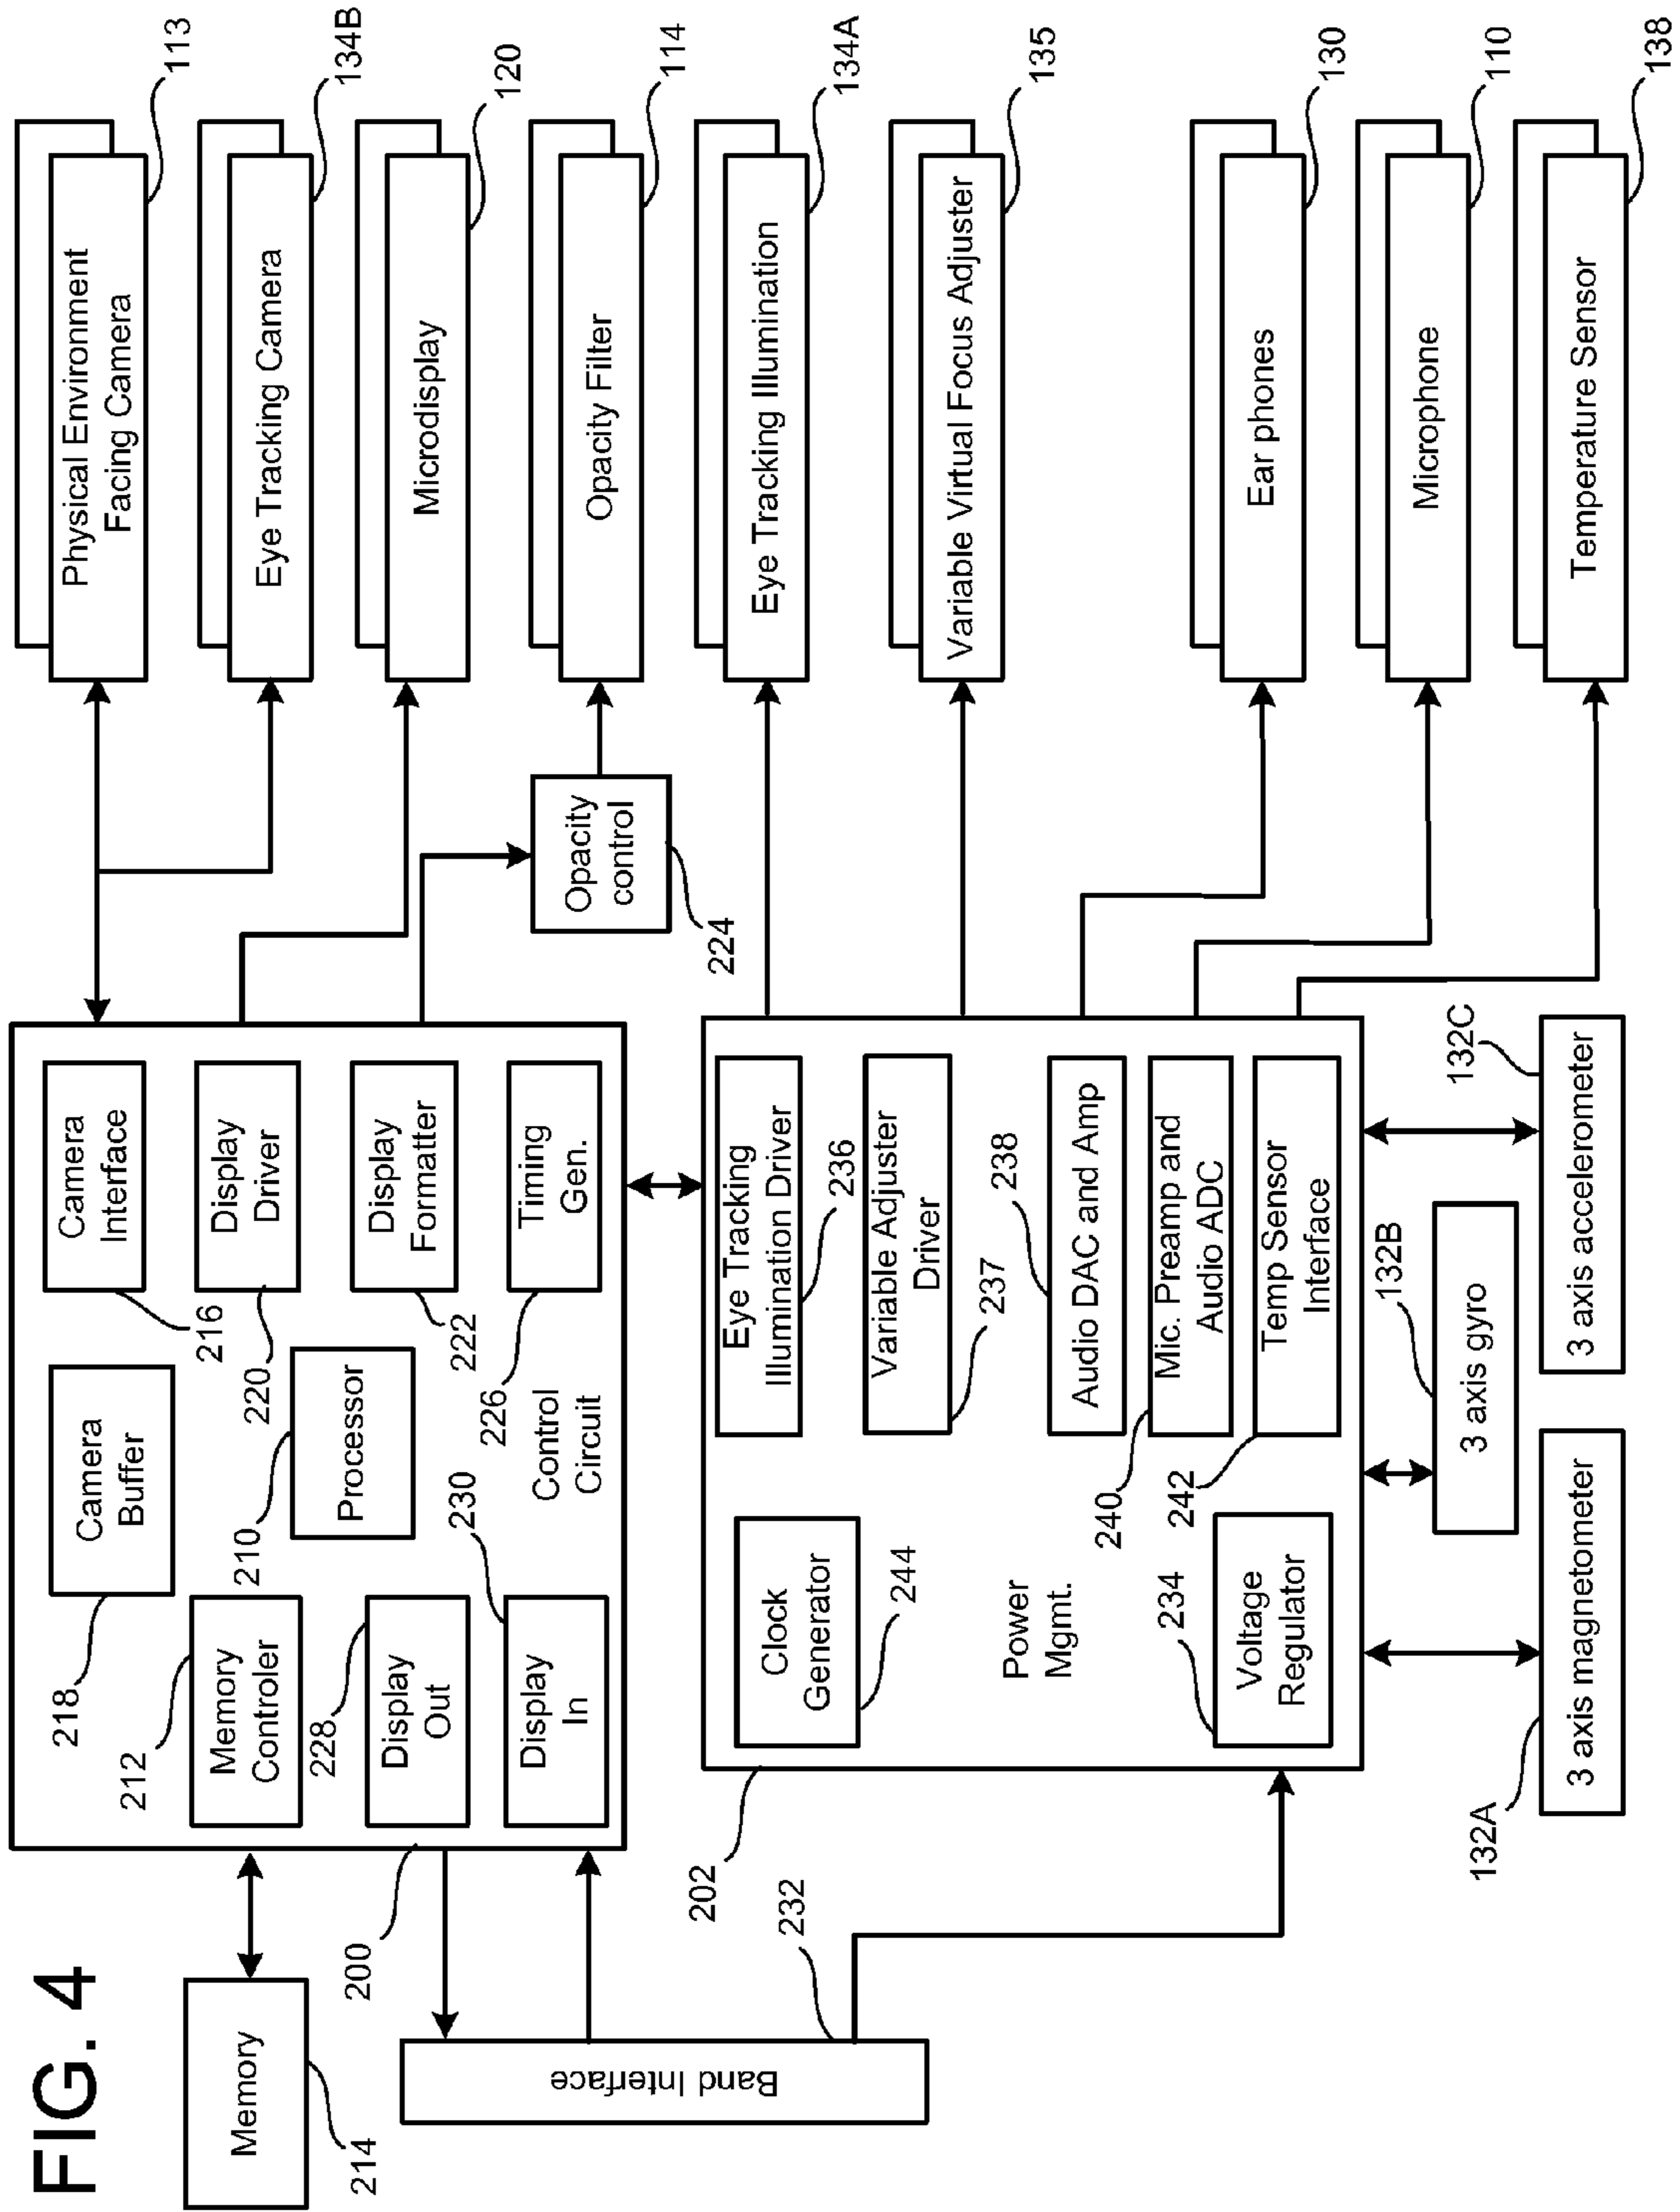 FIG. 4
Memory
214
Band Interface
232
200
202
212
218
Camera
Buffer
Camera
Interface
216
Memory
Controler
Display
Driver
220
210
Processor
228
Display
Out
Display
Formatter
222
230
Display
In
Control
Circuit
226
Timing
Gen.
Opacity
control
224
Physical Environment
Facing Camera
113
Eye Tracking Camera
134B
Microdisplay
120
Opacity Filter
114
Eye Tracking Illumination
134A
Variable Virtual Focus Adjuster
135
Ear phones
130
Microphone
110
Temperature Sensor
138
Clock
Generator
244
Power
Mgmt.
234
Voltage
Regulator
Eye Tracking
Illumination Driver
236
Variable Adjuster
Driver
237
238
Audio DAC and Amp
240
Mic. Preamp and
Audio ADC
242
Temp Sensor
Interface
132A
3 axis magnetometer
132B
3 axis gyro
132C
3 axis accelerometer